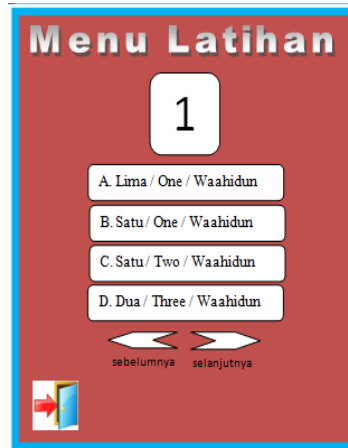 Menu Latihan
1
A. Lima / One / Waahidun
B. Satu / One / Waahidun
C. Satu / Two / Waahidun
D. Dua / Three / Waahidun
sebelumnya selanjutnya